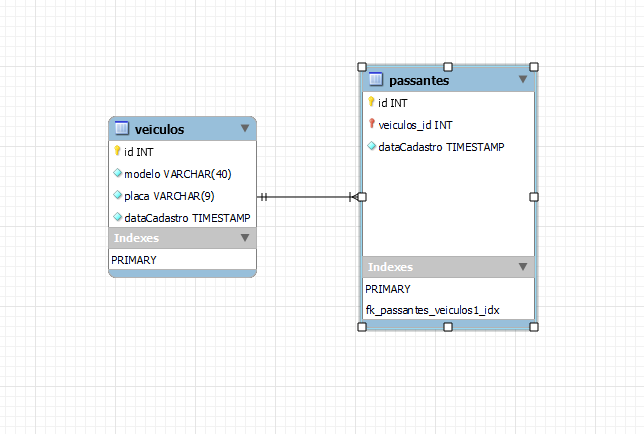 veiculos
id INT
modelo VARCHAR(40)
placa VARCHAR(9)
dataCadastro TIMESTAMP
Indexes
PRIMARY
passantes
id INT
veiculos_id INT
dataCadastro TIMESTAMP
Indexes
PRIMARY
fk_passantes_veiculos1_idx